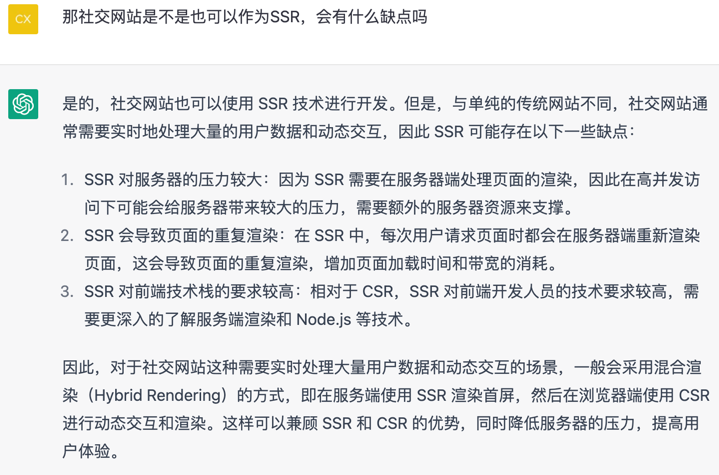 CX
那社交网站是不是也可以作为SSR，会有什么缺点吗
是的，社交网站也可以使用 SSR 技术进行开发。但是，与单纯的传统网站不同，社交网站通
常需要实时地处理大量的用户数据和动态交互，因此 SSR 可能存在以下一些缺点：
1. SSR 对服务器的压力较大：因为 SSR 需要在服务器端处理页面的渲染，因此在高并发访
问下可能会给服务器带来较大的压力，需要额外的服务器资源来支撑。
2. SSR 会导致页面的重复渲染：在 SSR 中，每次用户请求页面时都会在服务器端重新渲染
页面，这会导致页面的重复渲染，增加页面加载时间和带宽的消耗。
3. SSR 对前端技术栈的要求较高：相对于 CSR，SSR 对前端开发人员的技术要求较高，需
要更深入的了解服务端渲染和 Node.js 等技术。
因此，对于社交网站这种需要实时处理大量用户数据和动态交互的场景，一般会采用混合渲
染（Hybrid Rendering）的方式，即在服务端使用 SSR 渲染首屏，然后在浏览器端使用 CSR
进行动态交互和渲染。这样可以兼顾 SSR 和 CSR 的优势，同时降低服务器的压力，提高用
户体验。